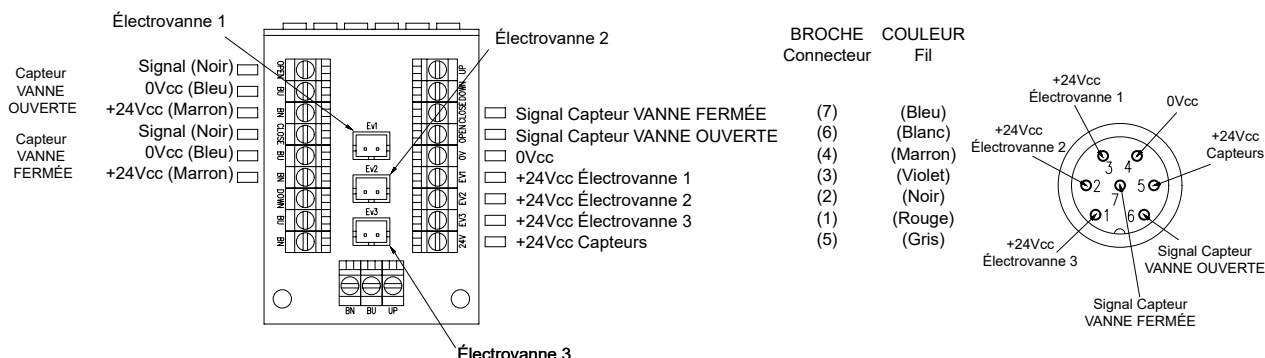 Électrovanne 1
Électrovanne 2
Capteur
VANNE
OUVERTE
Signal (Noir)
0Vcc (Bleu)
+24Vcc (Marron)
Capteur
VANNE
FERMÉE
Signal (Noir)
0Vcc (Bleu)
+24Vcc (Marron)
OPEN
BU
BN
CLOSE
BU
BN
DOWN
BU
BN
Ev1
Ev2
Ev3
BN BU UP
UP
DOWN
CLOSE
OPEN
0V
EV1
EV2
EV3
24V
Électrovanne 3
BROCHE COULEUR
Connecteur Fil
Signal Capteur VANNE FERMÉE (7) (Bleu)
Signal Capteur VANNE OUVERTE (6) (Blanc)
0Vcc (4) (Marron)
+24Vcc Électrovanne 1 (3) (Violet)
+24Vcc Électrovanne 2 (2) (Noir)
+24Vcc Électrovanne 3 (1) (Rouge)
+24Vcc Capteurs (5) (Gris)
+24Vcc
Électrovanne 1
0Vcc
+24Vcc
Électrovanne 2
+24Vcc
Capteurs
3 4
2 5
7
1 6
+24Vcc
Électrovanne 3
Signal Capteur
VANNE OUVERTE
Signal Capteur
VANNE FERMÉE